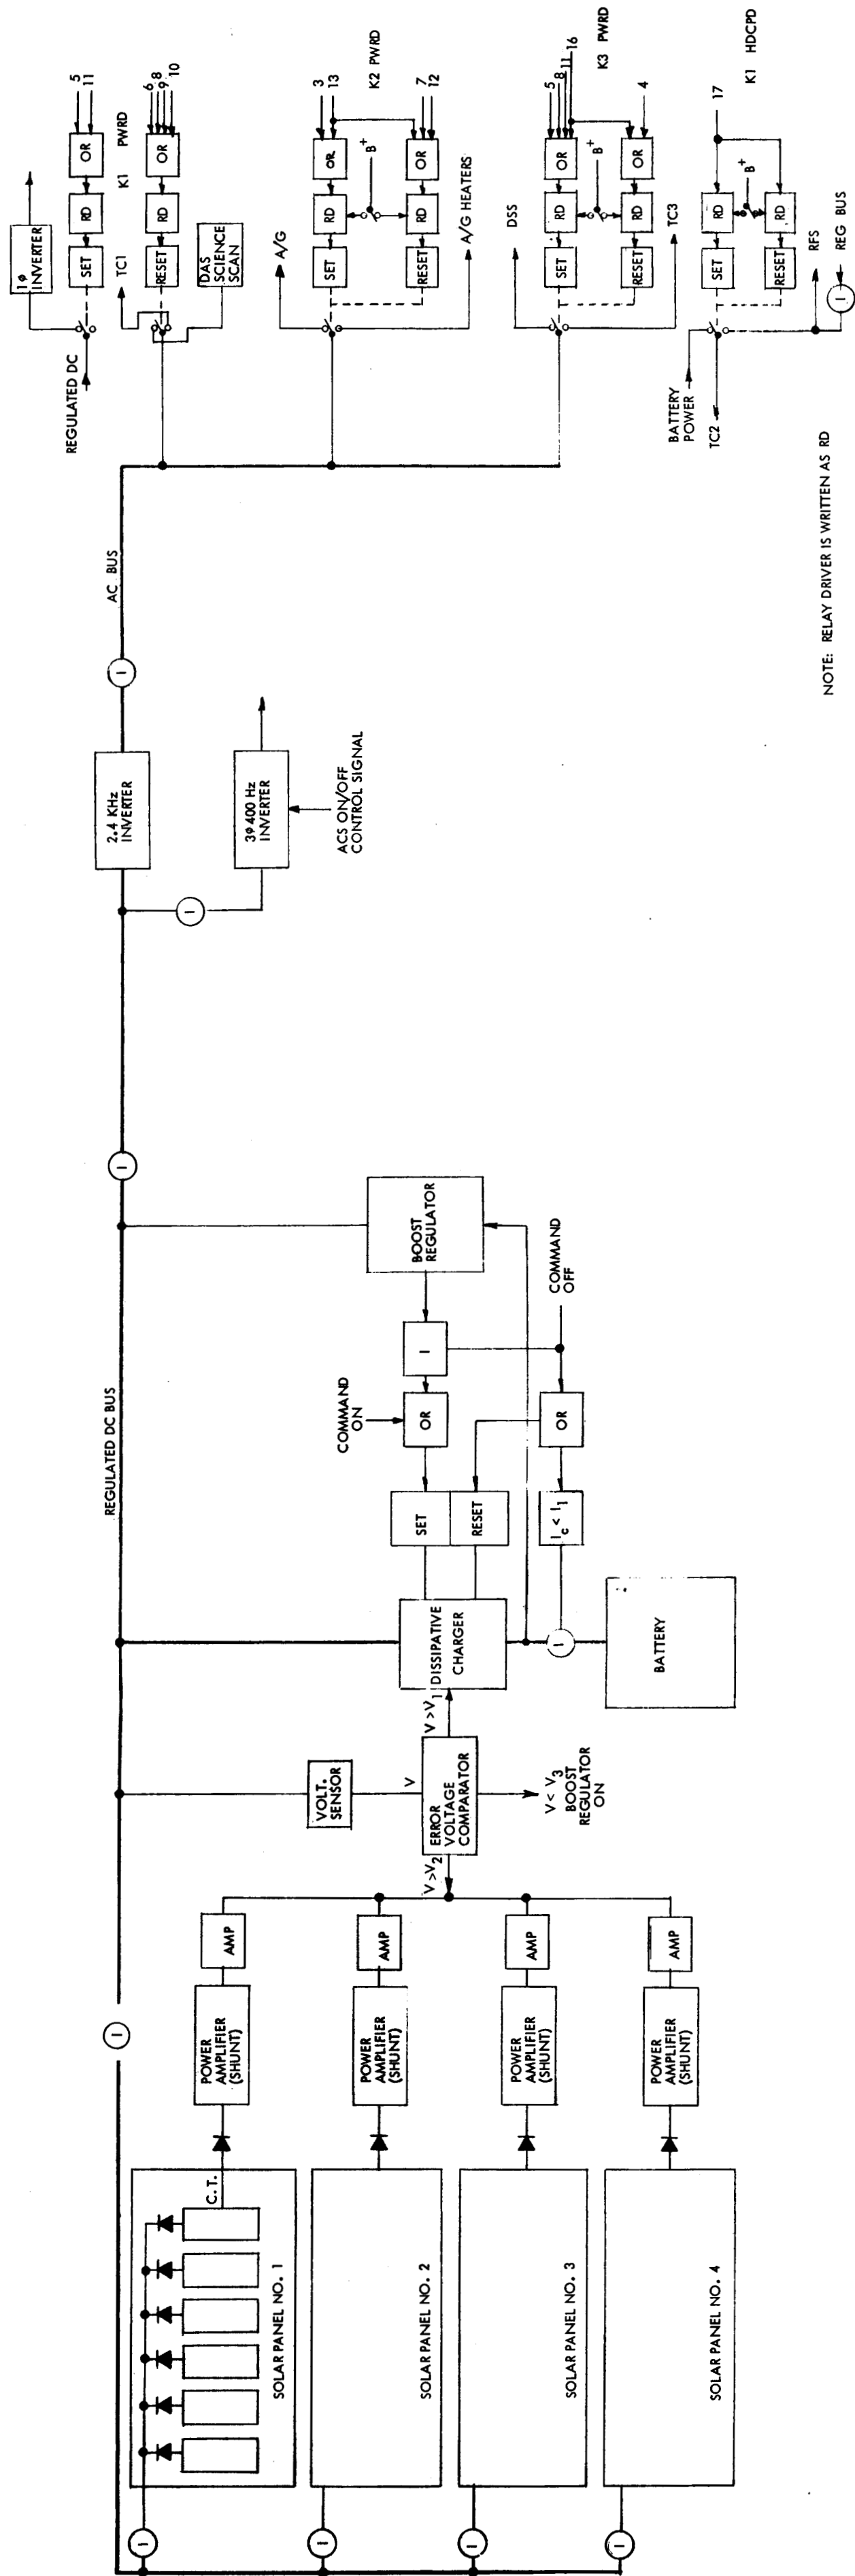 REGULATED DC BUS
I
I
I
I
I
I
I
AC BUS
C.T.
SOLAR PANEL NO. 1
SOLAR PANEL NO. 2
SOLAR PANEL NO. 3
SOLAR PANEL NO. 4
POWER
AMPLIFIER
(SHUNT)
AMP
POWER
AMPLIFIER
(SHUNT)
AMP
POWER
AMPLIFIER
(SHUNT)
AMP
POWER
AMPLIFIER
(SHUNT)
AMP
VOLT.
SENSOR
V
V>V2
ERROR
VOLTAGE
COMPARATOR
V>V1
V< V3
BOOST
REGULATOR
ON
DISSIPATIVE
CHARGER
I
BATTERY
SET
RESET
Ic < I1
COMMAND
ON
OR
OR
I
COMMAND
OFF
BOOST
REGULATOR
2.4 KHz
INVERTER
I
39 400 Hz
INVERTER
ACS ON/OFF
CONTROL SIGNAL
1ϕ
INVERTER
REGULATED DC
SET
RD
OR
5
11
TC1
K1 PWRD
RESET
RD
OR
6
8
9
10
DAS
SCIENCE
SCAN
A/G
SET
RD
OR
3
13
K2 PWRD
B+
RESET
RD
OR
7
12
A/G HEATERS
DSS
SET
RD
OR
5
8
11
16
K3 PWRD
B+
RESET
RD
OR
4
TC3
BATTERY
POWER
TC2
SET
RD
17
K1 HDCPD
B+
RESET
RD
RFS
I
REG BUS
NOTE: RELAY DRIVER IS WRITTEN AS RD